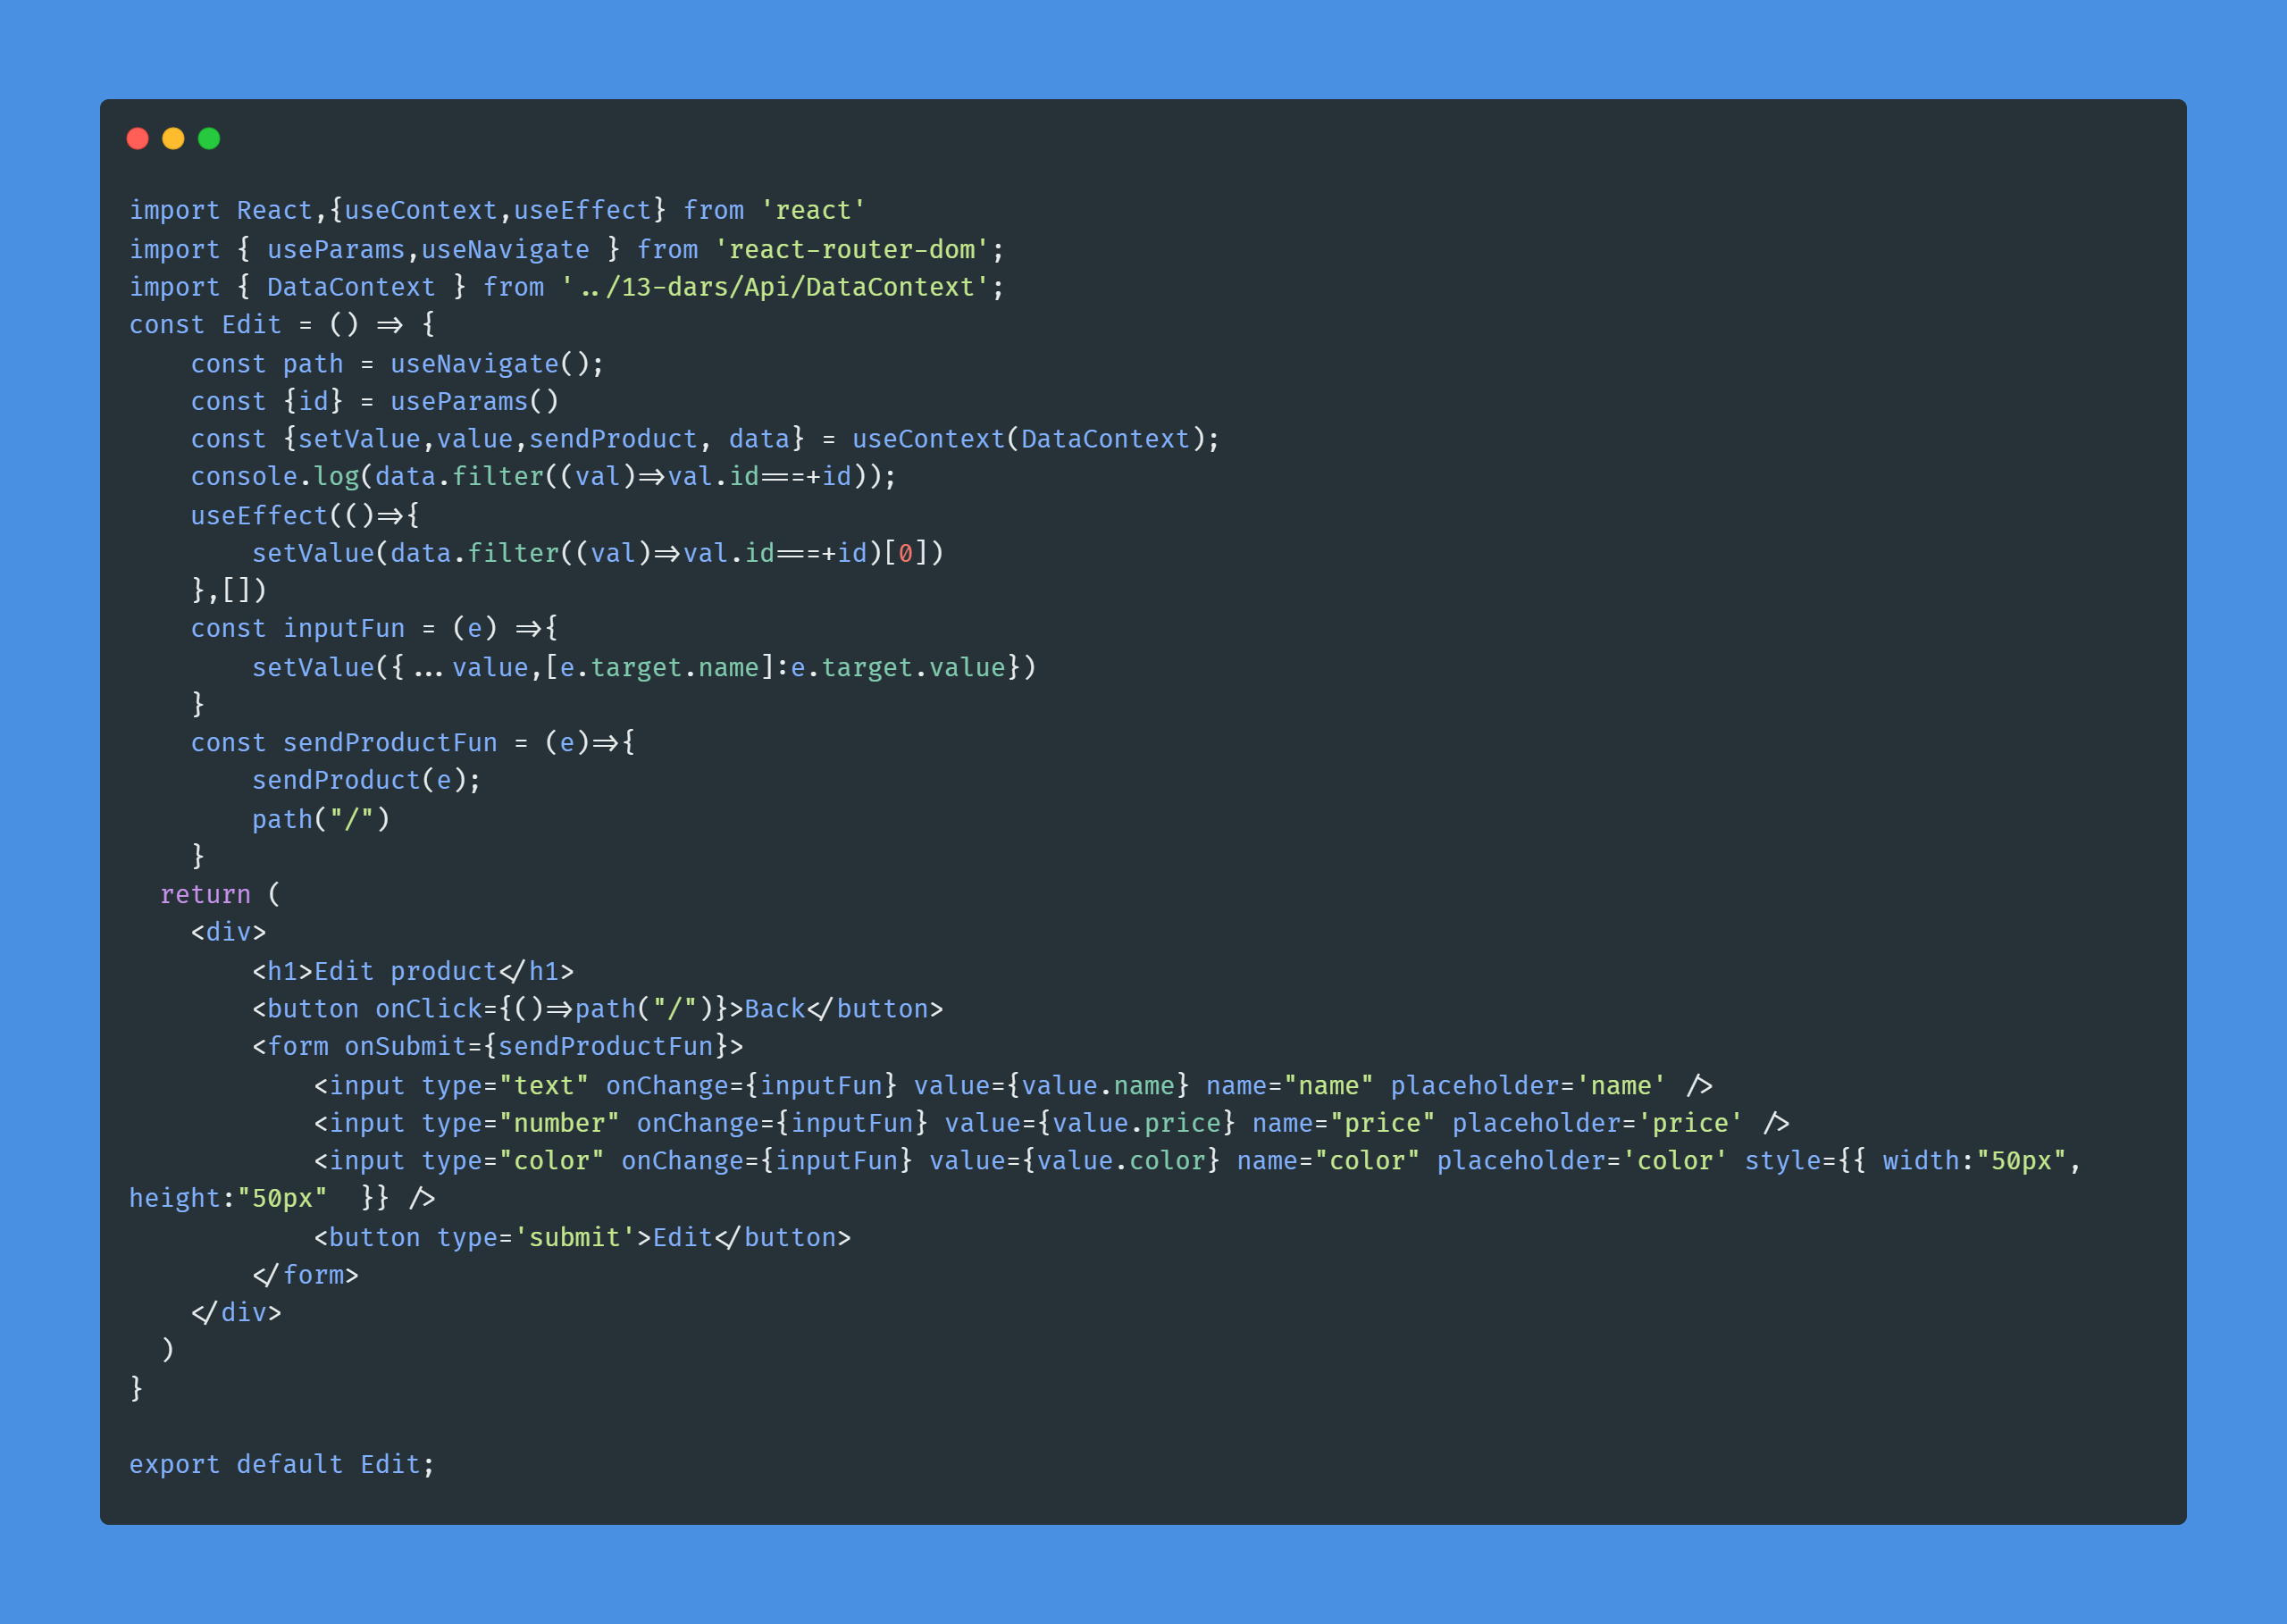 import React,{useContext,useEffect} from 'react'
import { useParams,useNavigate } from 'react-router-dom';
import { DataContext } from '../13-dars/Api/DataContext';
const Edit = () => {
    const path = useNavigate();
    const {id} = useParams()
    const {setValue,value,sendProduct, data} = useContext(DataContext);
    console.log(data.filter((val)=>val.id===+id));
    useEffect(()=>{
        setValue(data.filter((val)=>val.id===+id)[0])
    },[])
    const inputFun = (e) =>{
        setValue({...value,[e.target.name]:e.target.value})
    }
    const sendProductFun = (e)=>{
        sendProduct(e);
        path("/")
    }
  return (
    <div>
        <h1>Edit product</h1>
        <button onClick={()=>path("/")}>Back</button>
        <form onSubmit={sendProductFun}>
            <input type="text" onChange={inputFun} value={value.name} name="name" placeholder='name' />
            <input type="number" onChange={inputFun} value={value.price} name="price" placeholder='price' />
            <input type="color" onChange={inputFun} value={value.color} name="color" placeholder='color' style={{ width:"50px",
height:"50px"  }} />
            <button type='submit'>Edit</button>
        </form>
    </div>
  )
}

export default Edit;